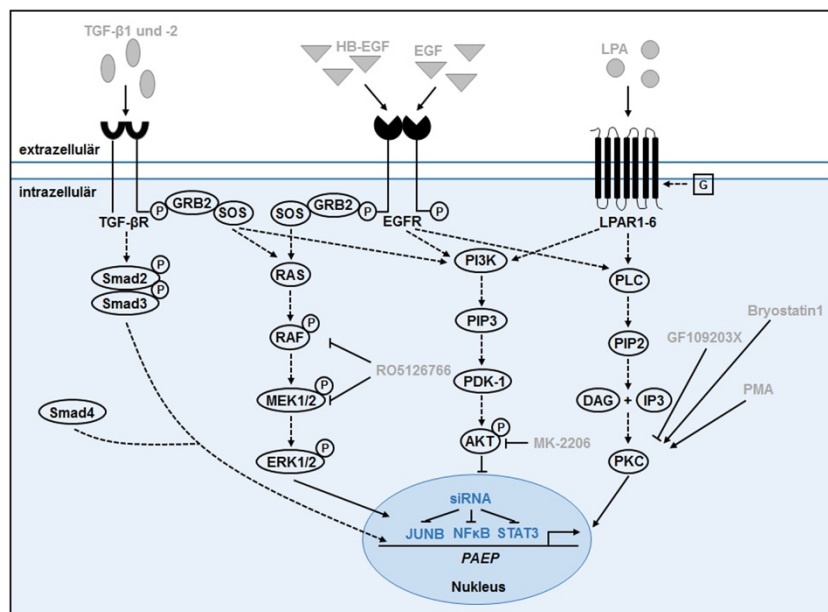 TGF-β1 und -2
HB-EGF
EGF
LPA
extrazellulär
intrazellulär
G
P
GRB2
SOS
SOS
GRB2
P
P
TGF-βR
EGFR
LPAR1-6
Smad2
P
Smad3
P
RAS
PI3K
PLC
RAF
P
PIP3
PIP2
Bryostatin1
GF109203X
RO5126766
MEK1/2
P
PDK-1
DAG + IP3
PMA
Smad4
AKT
P
MK-2206
ERK1/2
P
PKC
siRNA
JUNB NFκB STAT3
PAEP
Nukleus